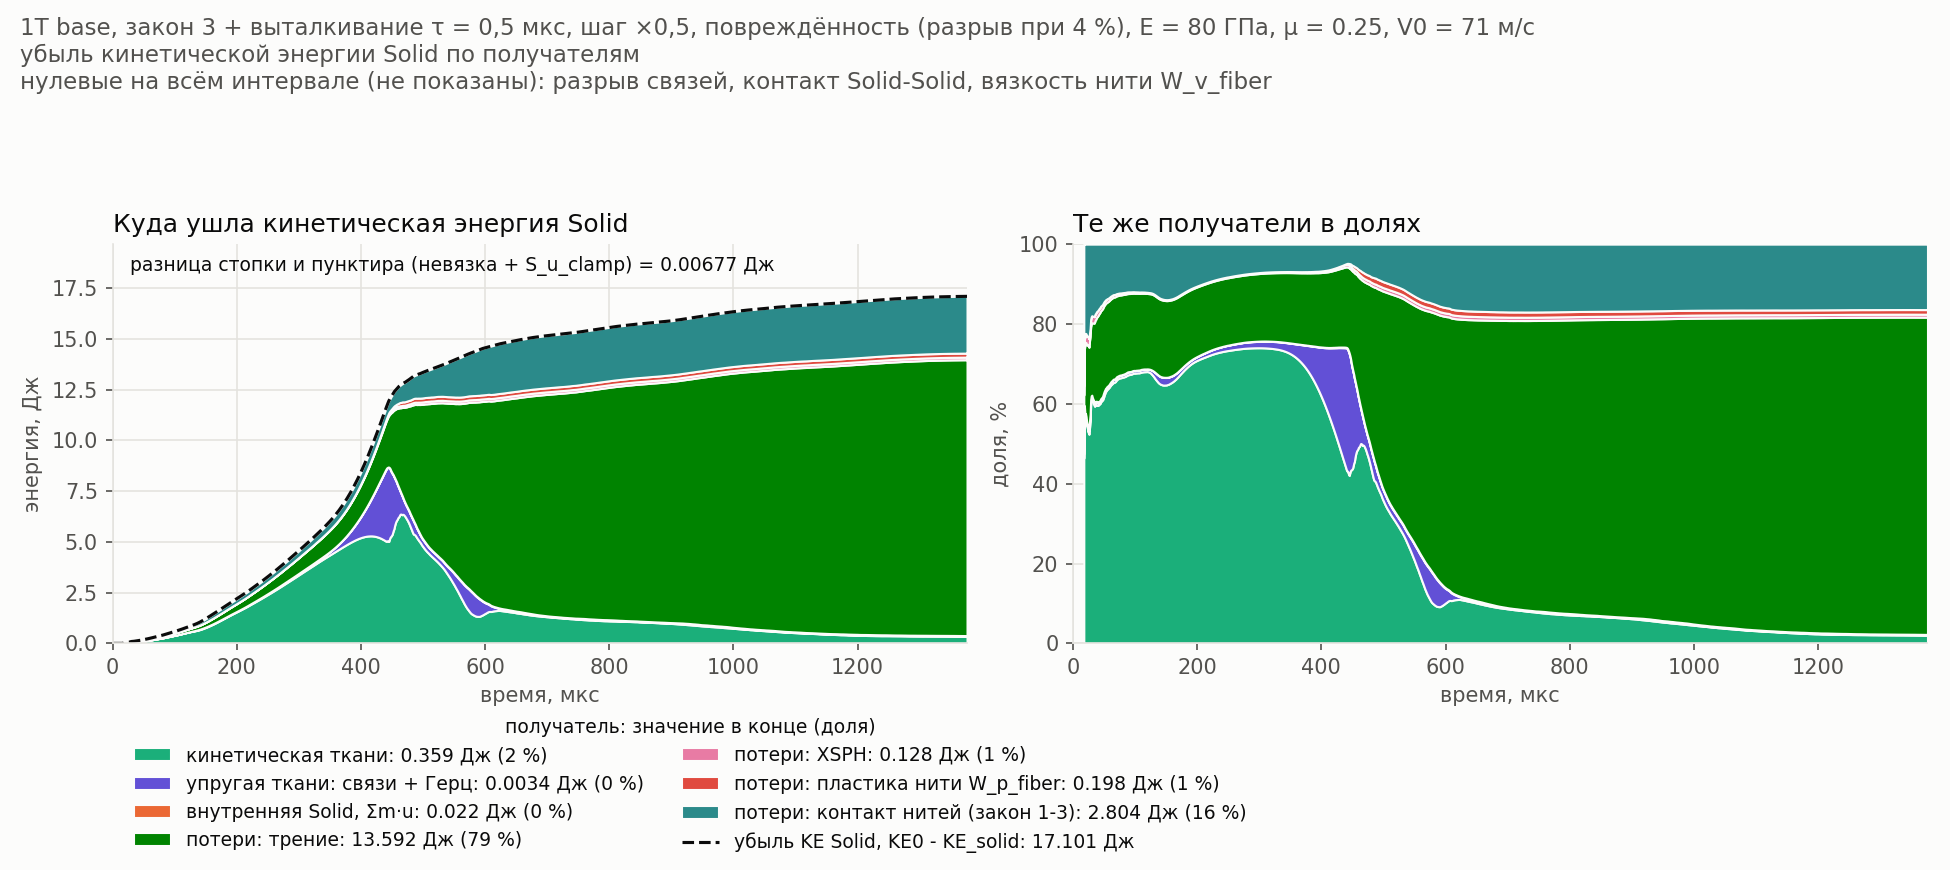 1T base, закон 3 + выталкивание τ = 0,5 мкс, шаг ×0,5, повреждённость (разрыв при 4 %), E = 80 ГПа, μ = 0.25, V0 = 71 м/с
убыль кинетической энергии Solid по получателям
нулевые на всём интервале (не показаны): разрыв связей, контакт Solid-Solid, вязкость нити W_v_fiber
Куда ушла кинетическая энергия Solid
разница стопки и пунктира (невязка + S_u_clamp) = 0.00677 Дж
энергия, Дж
17.5
15.0
12.5
10.0
7.5
5.0
2.5
0.0
0 200 400 600 800 1000 1200
время, мкс
Те же получатели в долях
доля, %
100
80
60
40
20
0
0 200 400 600 800 1000 1200
время, мкс
получатель: значение в конце (доля)
кинетическая ткани: 0.359 Дж (2 %)
упругая ткани: связи + Герц: 0.0034 Дж (0 %)
внутренняя Solid, Σm·u: 0.022 Дж (0 %)
потери: трение: 13.592 Дж (79 %)
потери: XSPH: 0.128 Дж (1 %)
потери: пластика нити W_p_fiber: 0.198 Дж (1 %)
потери: контакт нитей (закон 1-3): 2.804 Дж (16 %)
убыль KE Solid, KE0 - KE_solid: 17.101 Дж